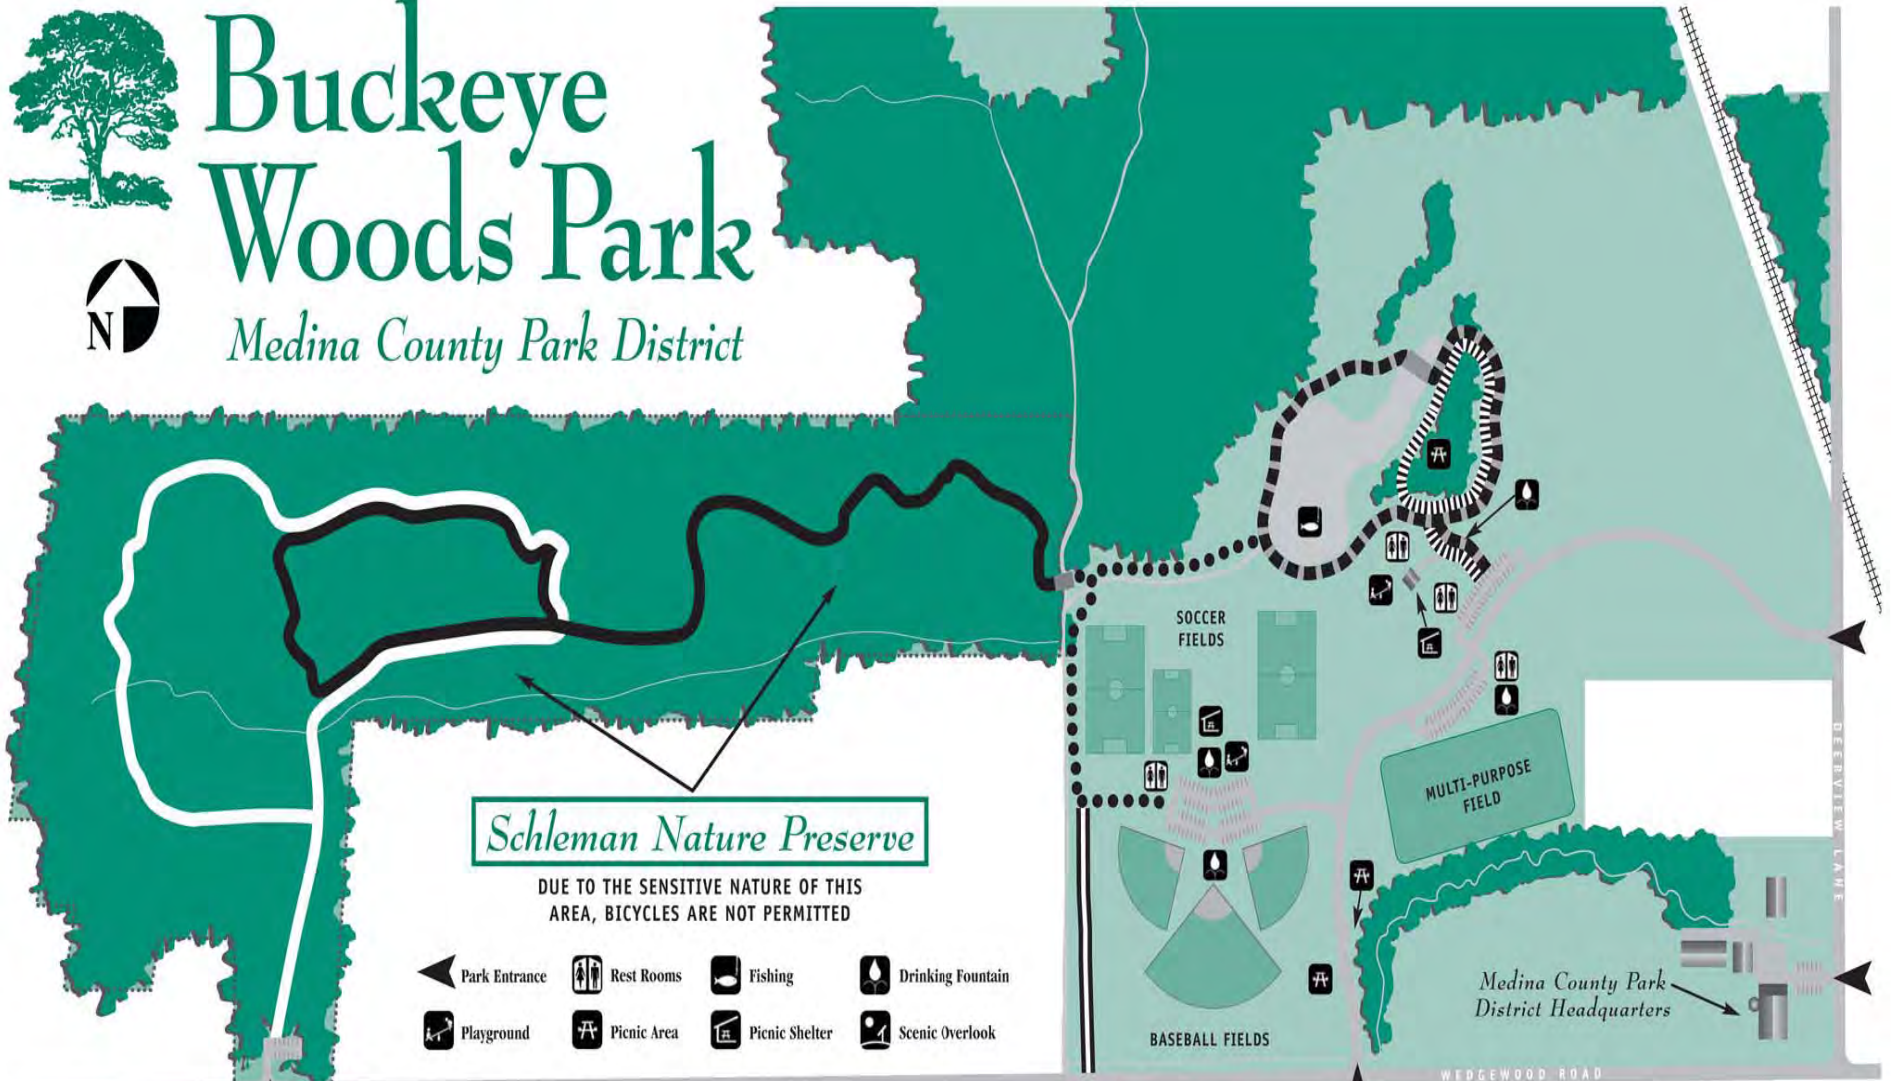 Buckeye
Woods Park
Medina County Park District
N
SOCCER
FIELDS
MULTI-PURPOSE
FIELD
DEERVIEW LANE
Schleman Nature Preserve
DUE TO THE SENSITIVE NATURE OF THIS
AREA, BICYCLES ARE NOT PERMITTED
Park Entrance
Rest Rooms
Fishing
Drinking Fountain
Playground
Picnic Area
Picnic Shelter
Scenic Overlook
BASEBALL FIELDS
Medina County Park
District Headquarters
WEDGEWOOD ROAD